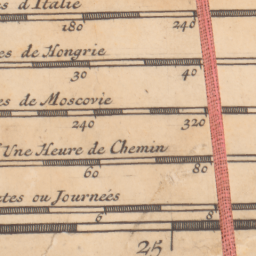 es d'Italie
180 240
es de Hongrie
30 40
es de Moscovie
240 320
Une Heure de Chemin
60 80
tes ou Journées
6 8
25